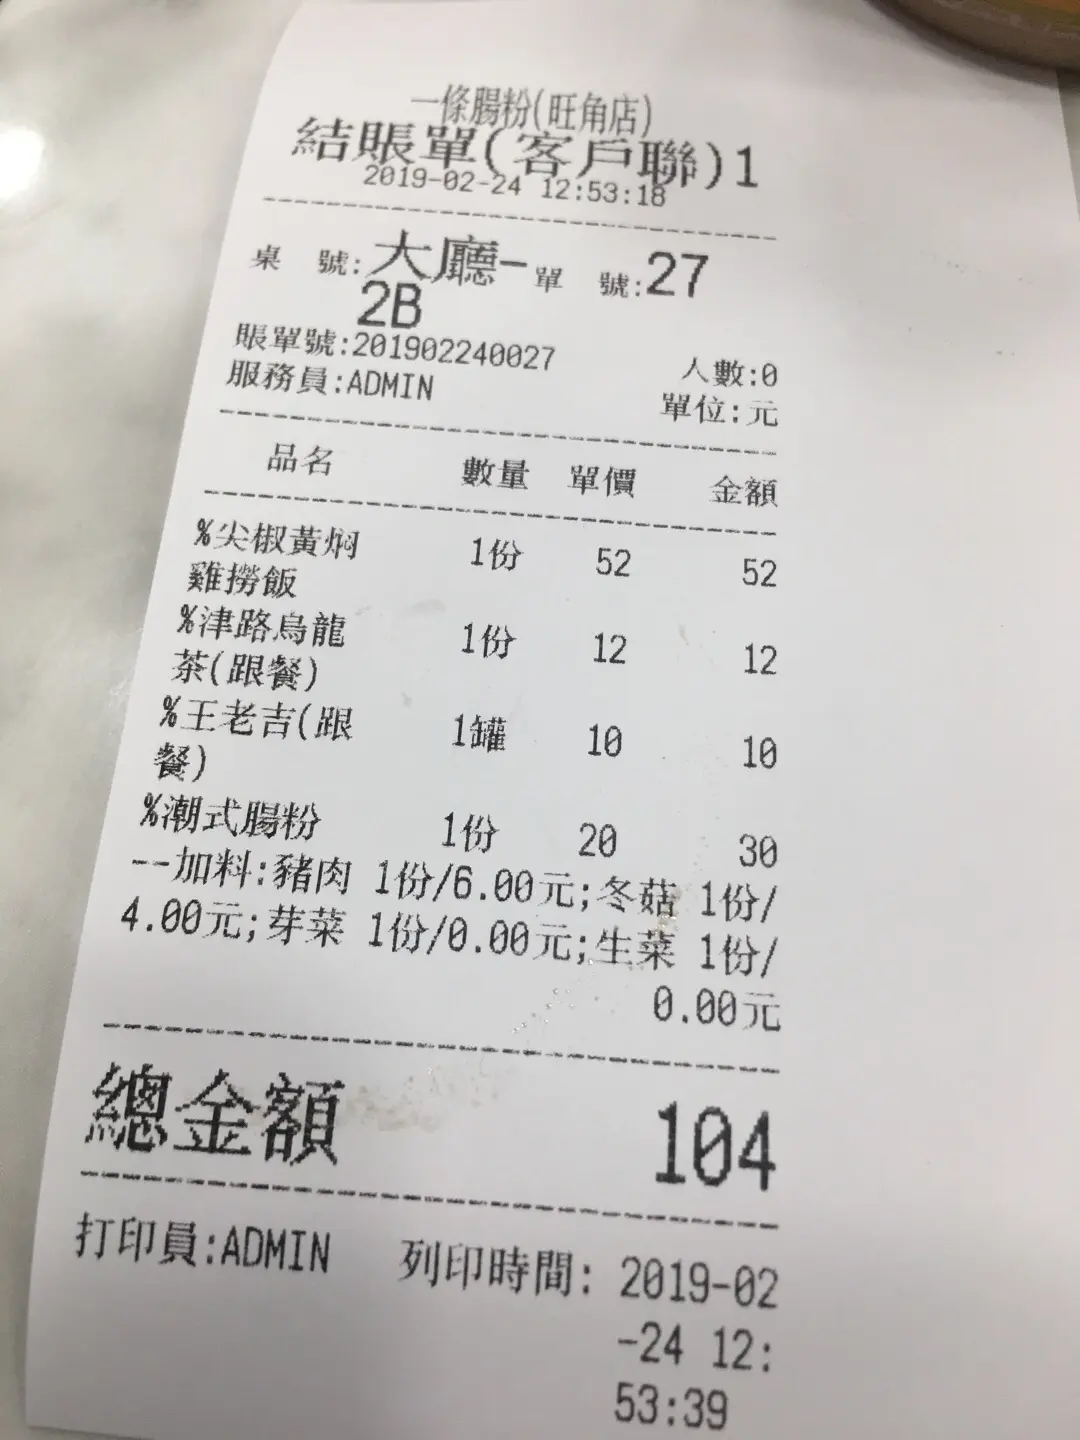 一條腸粉(旺角店)
結賬單(客戶聯)1
2019-02-24 12:53:18
桌 號:大廳- 單 號:27
2B
賬單號:201902240027 人數:0
服務員:ADMIN 單位:元
品名 數量 單價 金額
%尖椒黃焖 1份 52 52
雞撈飯
%津路烏龍 1份 12 12
茶(跟餐)
%王老吉(跟 1罐 10 10
餐)
%潮式腸粉 1份 20 30
--加料:豬肉 1份/6.00元;冬菇 1份/
4.00元;芽菜 1份/0.00元;生菜 1份/
0.00元
總金額 104
打印員:ADMIN 列印時間: 2019-02
-24 12:
53:39